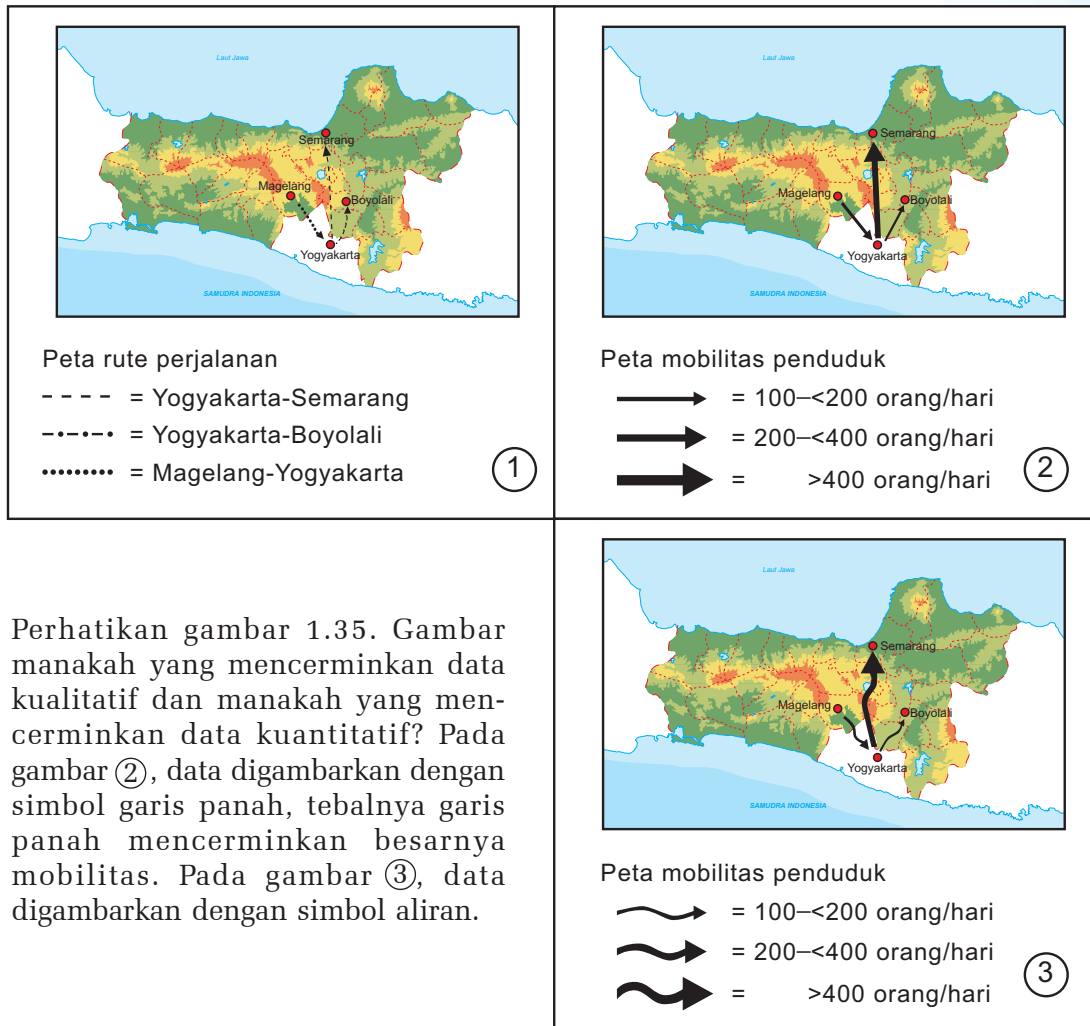 Laut Jawa
Semarang
Magelang
Boyolali
Yogyakarta
SAMUDRA INDONESIA
Peta rute perjalanan
= Yogyakarta-Semarang
= Yogyakarta-Boyolali
= Magelang-Yogyakarta
1
Laut Jawa
Semarang
Magelang
Boyolali
Yogyakarta
SAMUDRA INDONESIA
Peta mobilitas penduduk
= 100–<200 orang/hari
= 200–<400 orang/hari
= >400 orang/hari
2
Perhatikan gambar 1.35. Gambar
manakah yang mencerminkan data
kualitatif dan manakah yang men-
cerminkan data kuantitatif? Pada
gambar ②, data digambarkan dengan
simbol garis panah, tebalnya garis
panah mencerminkan besarnya
mobilitas. Pada gambar ③, data
digambarkan dengan simbol aliran.
Laut Jawa
Semarang
Magelang
Boyolali
Yogyakarta
SAMUDRA INDONESIA
Peta mobilitas penduduk
= 100–<200 orang/hari
= 200–<400 orang/hari
= >400 orang/hari
3